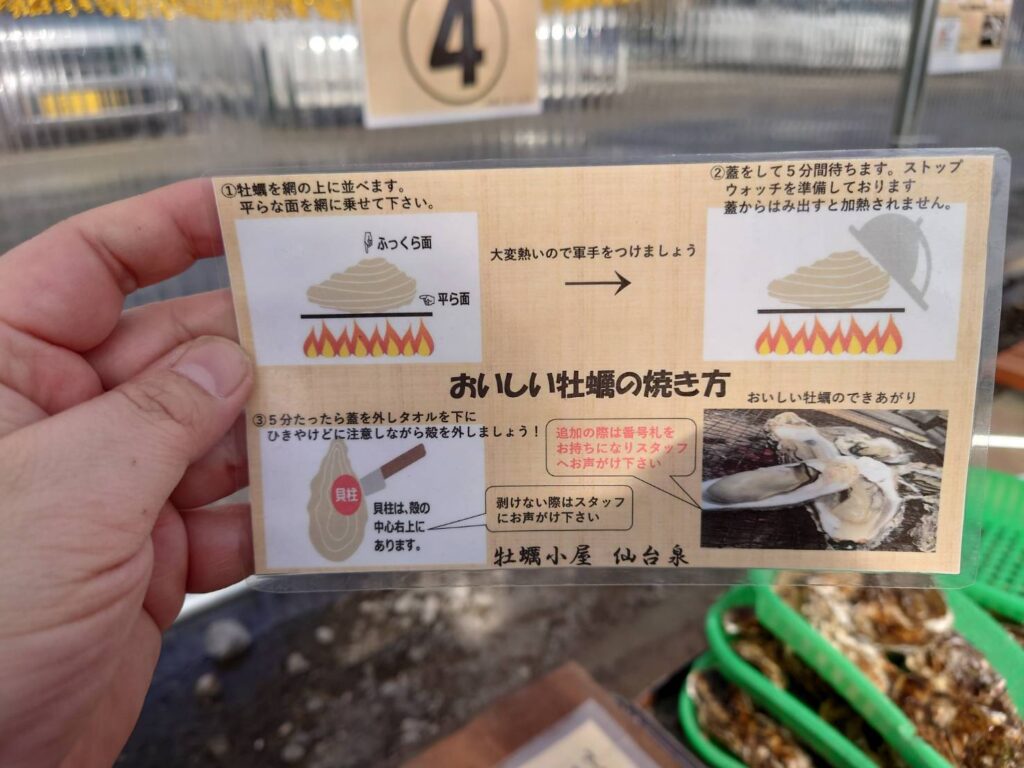 4
①牡蠣を網の上に並べます。
平らな面を網に乗せて下さい。
ふっくら面
平ら面
大変熱いので軍手をつけましょう
②蓋をして５分間待ちます。ストップ
ウォッチを準備しております
蓋からはみ出すと加熱されません。
おいしい牡蠣の焼き方
③５分たったら蓋を外しタオルを下に
ひきやけどに注意しながら殻を外しましょう！
貝柱
貝柱は、殻の
中心右上に
あります。
剥けない際はスタッフ
にお声がけ下さい
追加の際は番号札を
お持ちになりスタッフ
へお声がけ下さい
おいしい牡蠣のできあがり
牡蠣小屋 仙台泉